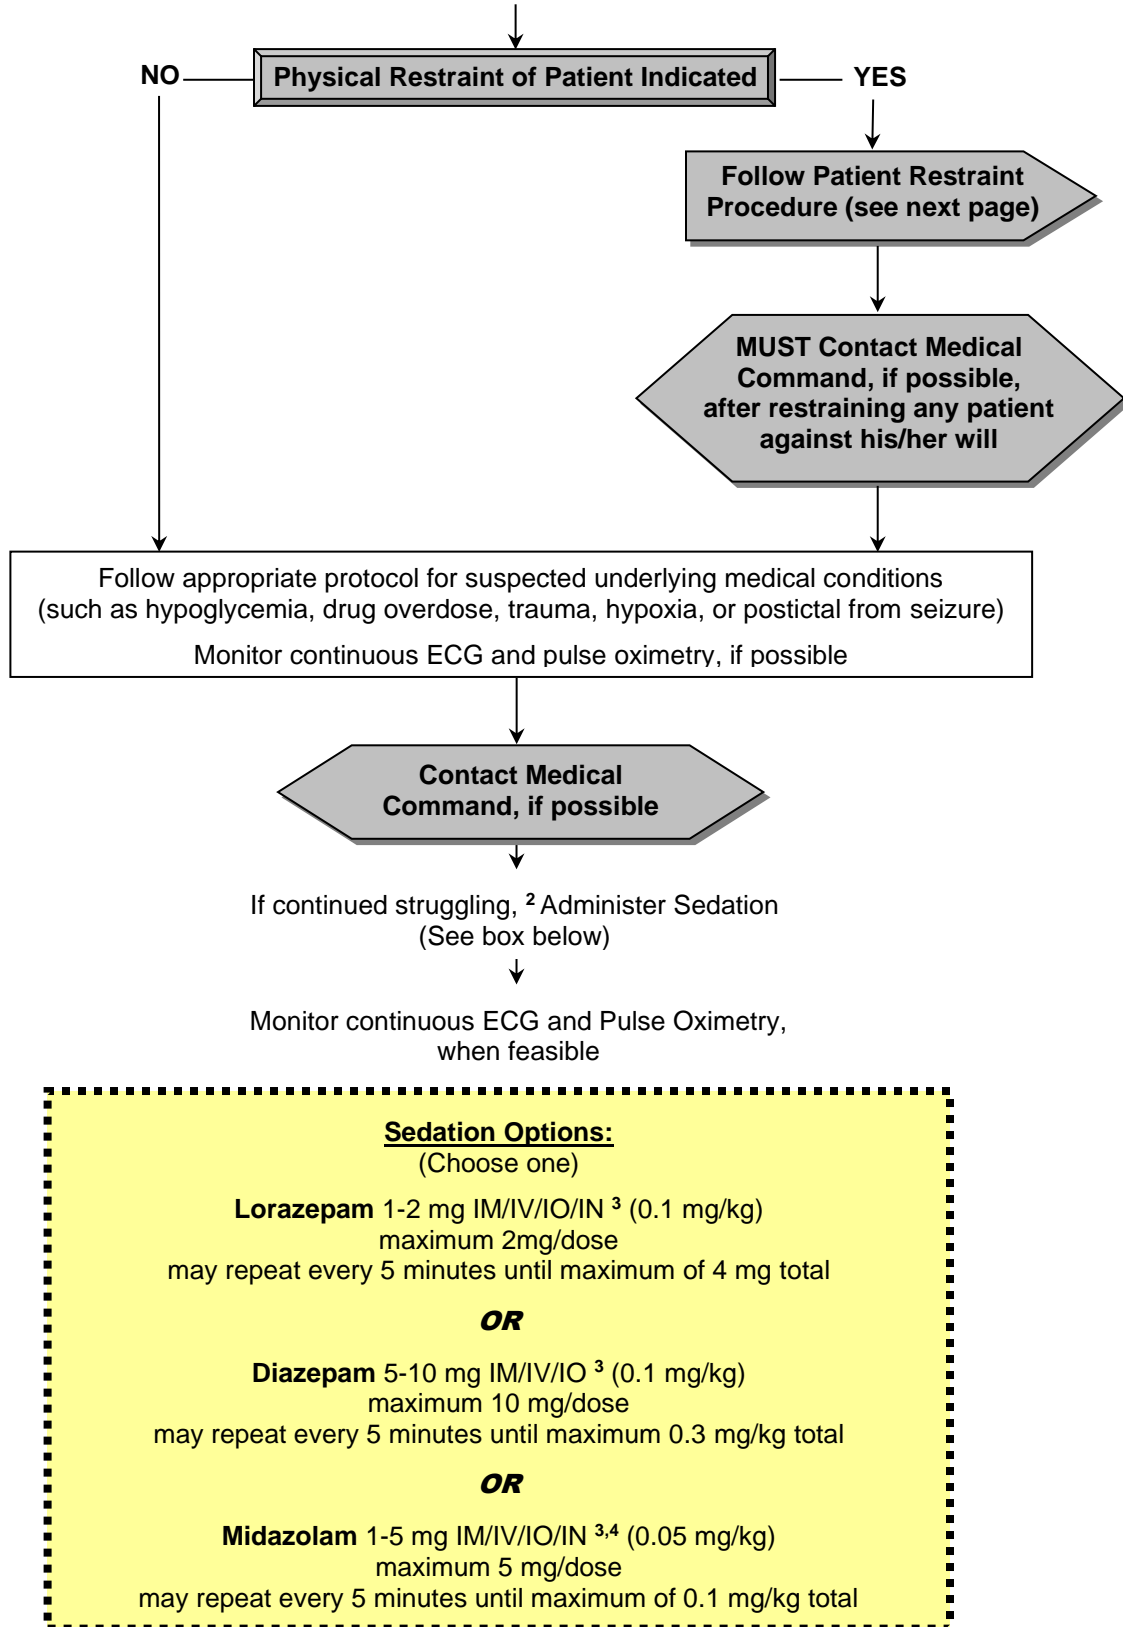 NO
Physical Restraint of Patient Indicated
YES
Follow Patient Restraint
Procedure (see next page)
MUST Contact Medical
Command, if possible,
after restraining any patient
against his/her will
Follow appropriate protocol for suspected underlying medical conditions
(such as hypoglycemia, drug overdose, trauma, hypoxia, or postictal from seizure)
Monitor continuous ECG and pulse oximetry, if possible
Contact Medical
Command, if possible
If continued struggling, ² Administer Sedation
(See box below)
Monitor continuous ECG and Pulse Oximetry,
when feasible
Sedation Options:
(Choose one)
Lorazepam 1-2 mg IM/IV/IO/IN ³ (0.1 mg/kg)
maximum 2mg/dose
may repeat every 5 minutes until maximum of 4 mg total
OR
Diazepam 5-10 mg IM/IV/IO ³ (0.1 mg/kg)
maximum 10 mg/dose
may repeat every 5 minutes until maximum 0.3 mg/kg total
OR
Midazolam 1-5 mg IM/IV/IO/IN ³,⁴ (0.05 mg/kg)
maximum 5 mg/dose
may repeat every 5 minutes until maximum of 0.1 mg/kg total